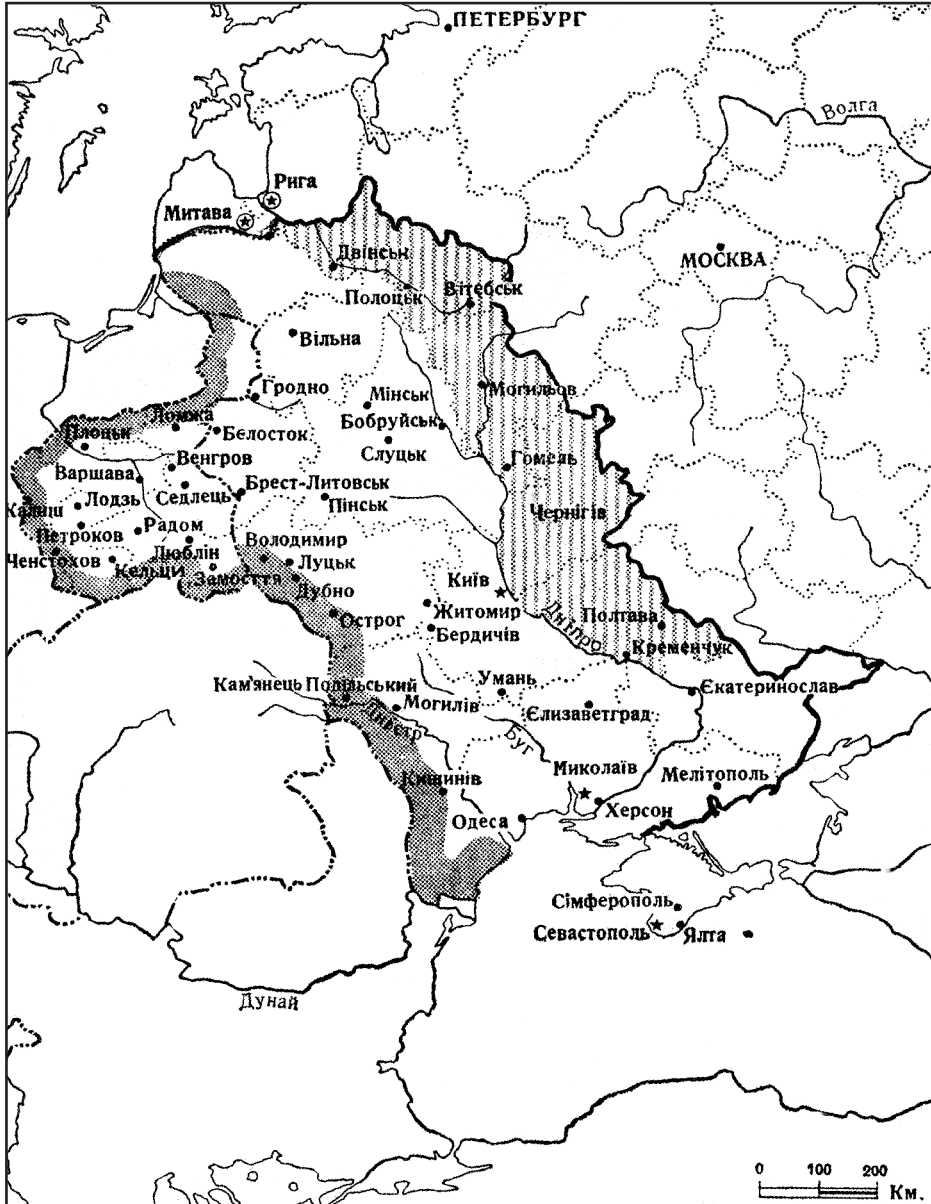 ПЕТЕРБУРГ
Волга
Рига
Митава
МОСКВА
Двінськ
Полоцьк
Вітебськ
Вільна
Гродно
Мінськ
Могильов
Ломжа
Бєлосток
Бобруйськ
Плоцьк
Слуцьк
Гомель
Венгров
Варшава
Седлець
Брест-Литовськ
Лодзь
Пінськ
Калиш
Чернігів
Петроков
Радом
Ченстохов
Люблін
Володимир
Кельци
Замостся
Луцьк
Київ
Дубно
Житомир
Дніпро
Полтава
Острог
Бердичів
Кременчук
Кам'янець Подільський
Умань
Єкатеринослав
Могилів
Днєстр
Єлизаветград
Буг
Кишинів
Миколаїв
Мелітополь
Одеса
Херсон
Сімферополь
Севастополь
Ялта
Дунай
0 100 200
Км.